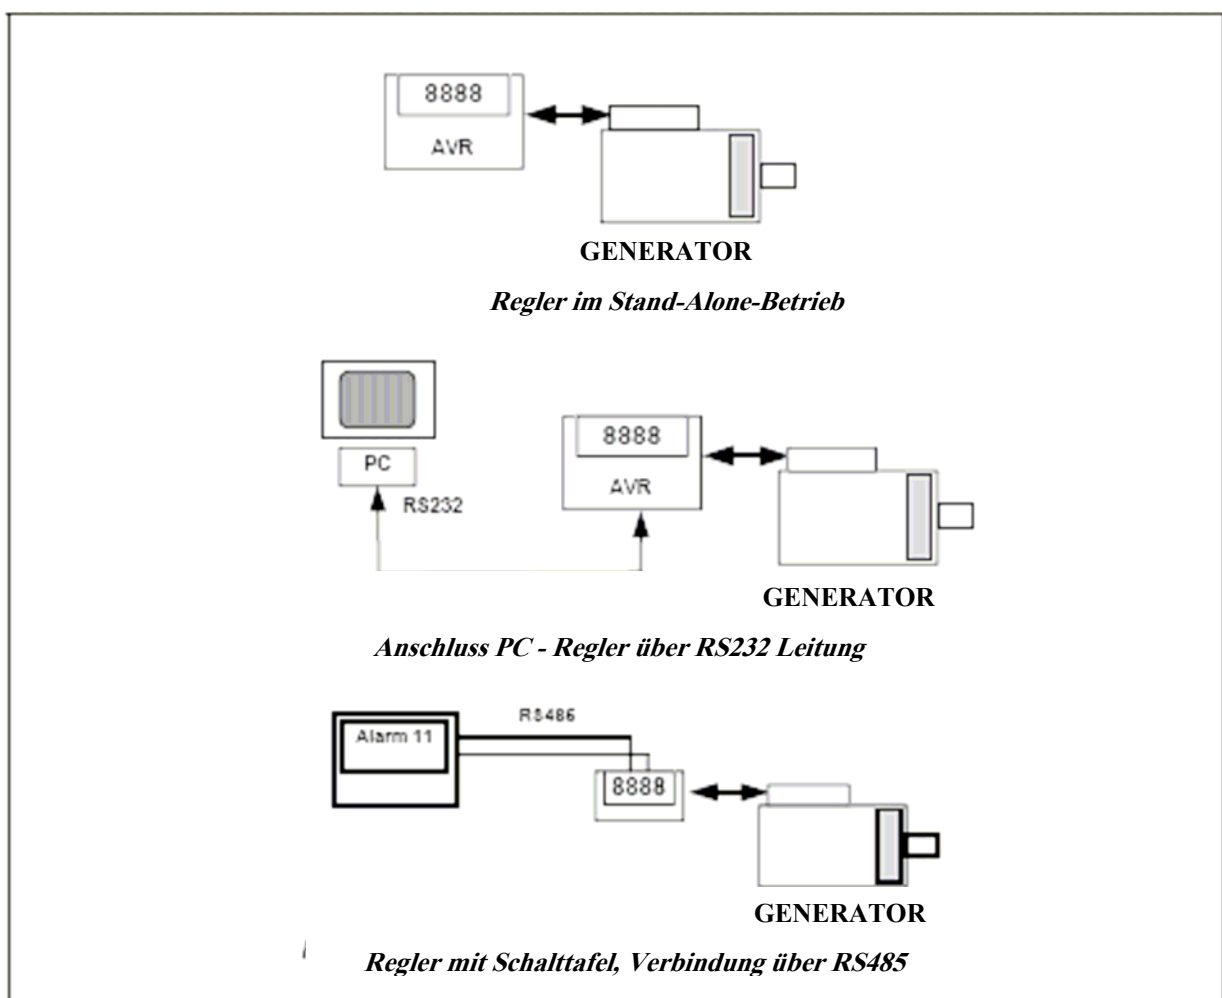 8888
AVR
GENERATOR
Regler im Stand-Alone-Betrieb
8888
PC
AVR
RS232
GENERATOR
Anschluss PC - Regler über RS232 Leitung
RS485
Alarm 11
8888
GENERATOR
Regler mit Schalttafel, Verbindung über RS485